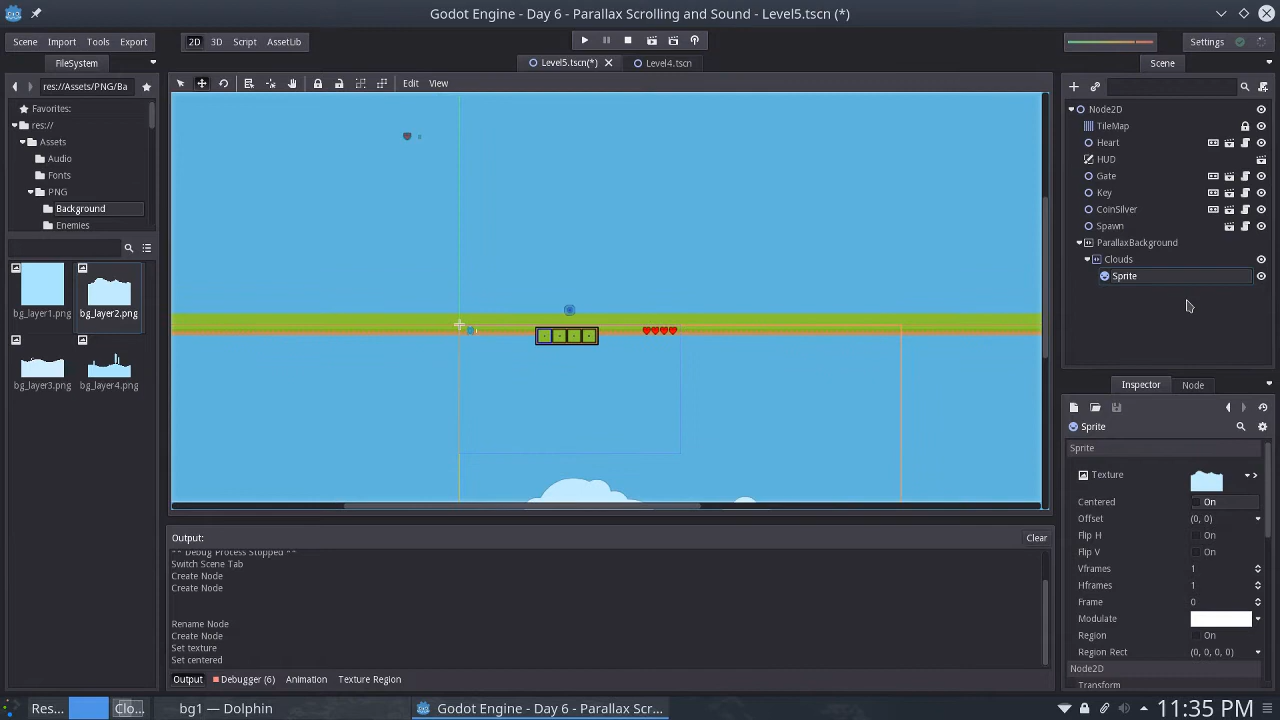 Godot Engine - Day 6 - Parallax Scrolling and Sound - Level5.tscn (*)
Scene Import Tools Export 2D 3D Script AssetLib Settings
FileSystem Level5.tscn(*) Level4.tscn Scene
res://Assets/PNG/Ba Edit View
Favorites:
res://
Assets
Audio
Fonts
PNG
Background
Enemies
bg_layer1.png bg_layer2.png
bg_layer3.png bg_layer4.png
Node2D
TileMap
Heart
HUD
Gate
Key
CoinSilver
Spawn
ParallaxBackground
Clouds
Sprite
Inspector Node
Sprite
Sprite
Texture
Centered On
Offset (0, 0)
Flip H On
Flip V On
Vframes 1
Hframes 1
Frame 0
Modulate
Region On
Region Rect (0, 0, 0, 0)
Node2D
Transform
Output: Clear
** Debug Process Stopped **
Switch Scene Tab
Create Node
Create Node
Rename Node
Create Node
Set texture
Set centered
Output Debugger (6) Animation Texture Region
Res... Clo... bg1 — Dolphin Godot Engine - Day 6 - Parallax Scr... 11:35 PM